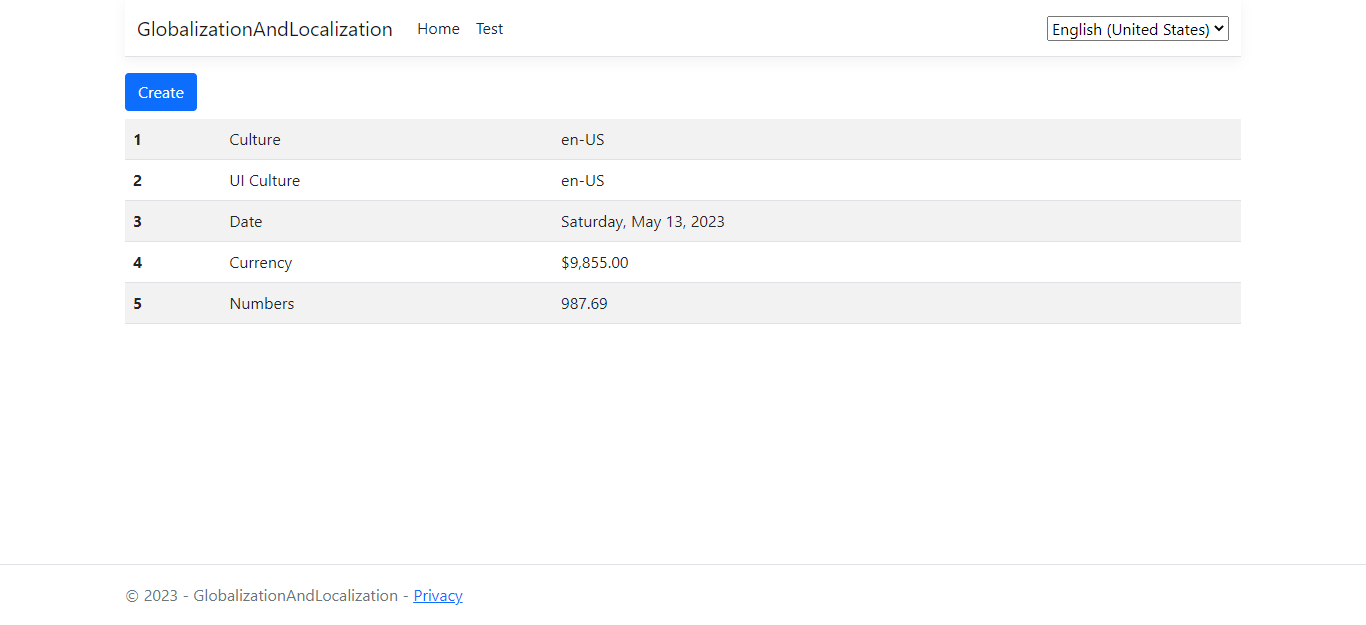 GlobalizationAndLocalization Home Test English (United States)
Create
1 Culture en-US
2 UI Culture en-US
3 Date Saturday, May 13, 2023
4 Currency $9,855.00
5 Numbers 987.69
© 2023 - GlobalizationAndLocalization - Privacy